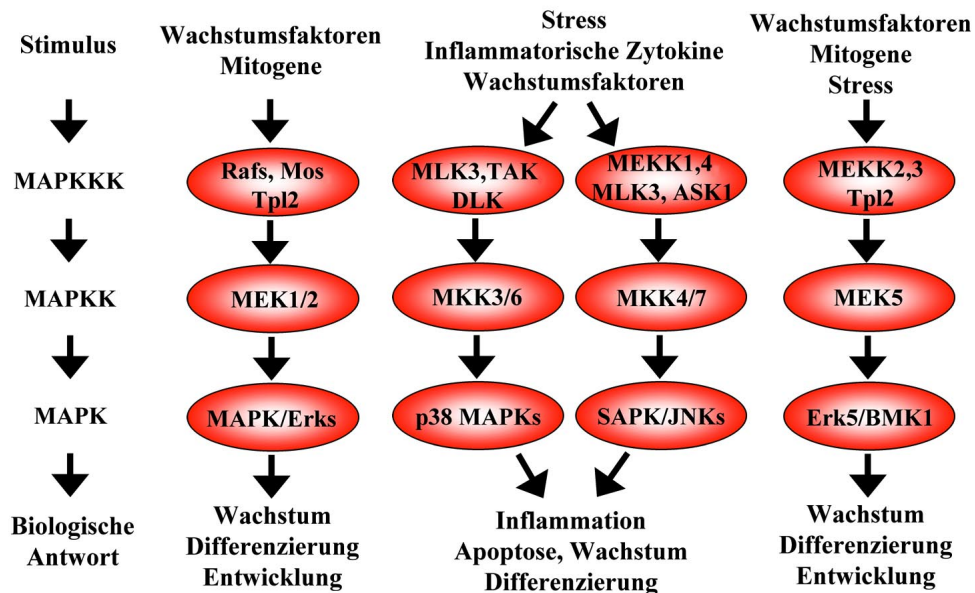 Stimulus
Wachstumsfaktoren
Mitogene
Stress
Inflammatorische Zytokine
Wachstumsfaktoren
Wachstumsfaktoren
Mitogene
Stress
MAPKKK
Rafs, Mos
Tpl2
MLK3,TAK
DLK
MEKK1,4
MLK3, ASK1
MEKK2,3
Tpl2
MAPKK
MEK1/2
MKK3/6
MKK4/7
MEK5
MAPK
MAPK/Erks
p38 MAPKs
SAPK/JNKs
Erk5/BMK1
Biologische
Antwort
Wachstum
Differenzierung
Entwicklung
Inflammation
Apoptose, Wachstum
Differenzierung
Wachstum
Differenzierung
Entwicklung